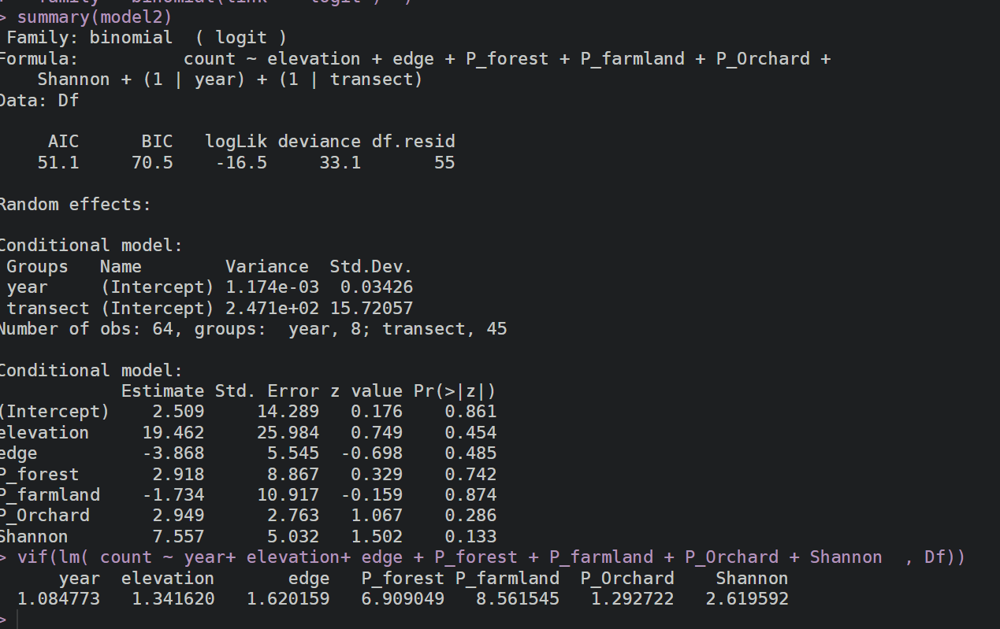 > summary(model2)
 Family: binomial  ( logit )
Formula:          count ~ elevation + edge + P_forest + P_farmland + P_Orchard +
    Shannon + (1 | year) + (1 | transect)
Data: Df

     AIC      BIC   logLik deviance df.resid
    51.1     70.5    -16.5     33.1       55

Random effects:

Conditional model:
 Groups   Name        Variance  Std.Dev.
 year     (Intercept) 1.174e-03  0.03426
 transect (Intercept) 2.471e+02 15.72057
Number of obs: 64, groups:  year, 8; transect, 45

Conditional model:
            Estimate Std. Error z value Pr(>|z|)
(Intercept)    2.509     14.289   0.176    0.861
elevation     19.462     25.984   0.749    0.454
edge          -3.868      5.545  -0.698    0.485
P_forest       2.918      8.867   0.329    0.742
P_farmland    -1.734     10.917  -0.159    0.874
P_Orchard      2.949      2.763   1.067    0.286
Shannon        7.557      5.032   1.502    0.133
> vif(lm( count ~ year+ elevation+ edge + P_forest + P_farmland + P_Orchard + Shannon  , Df))
      year  elevation       edge   P_forest P_farmland  P_Orchard    Shannon
  1.084773   1.341620   1.620159   6.909049   8.561545   1.292722   2.619592
>